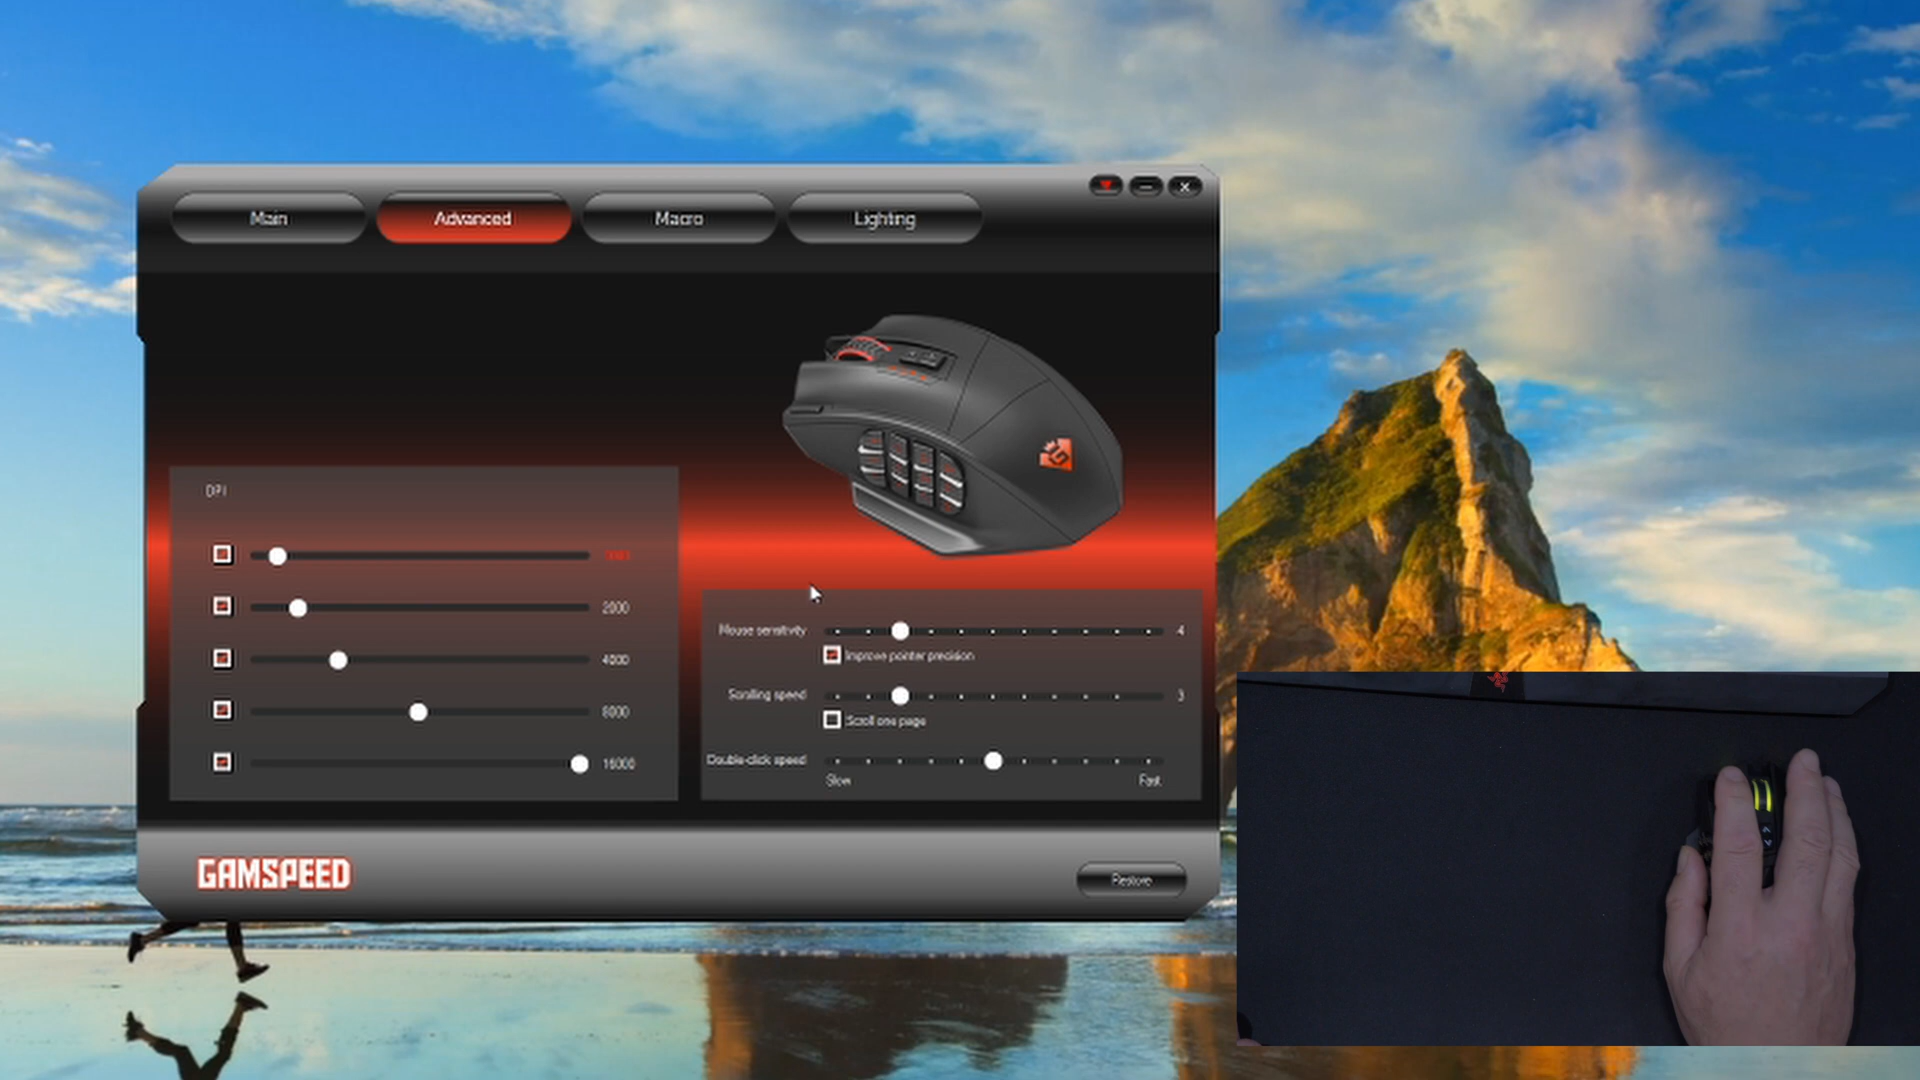 Main
Advanced
Macro
Lighting
DPI
2000
4000
8000
16000
Mouse sensitivity
4
Improve pointer precision
Scrolling speed
3
Scroll one page
Double-click speed
Slow
Fast
GAMSPEED
Restore